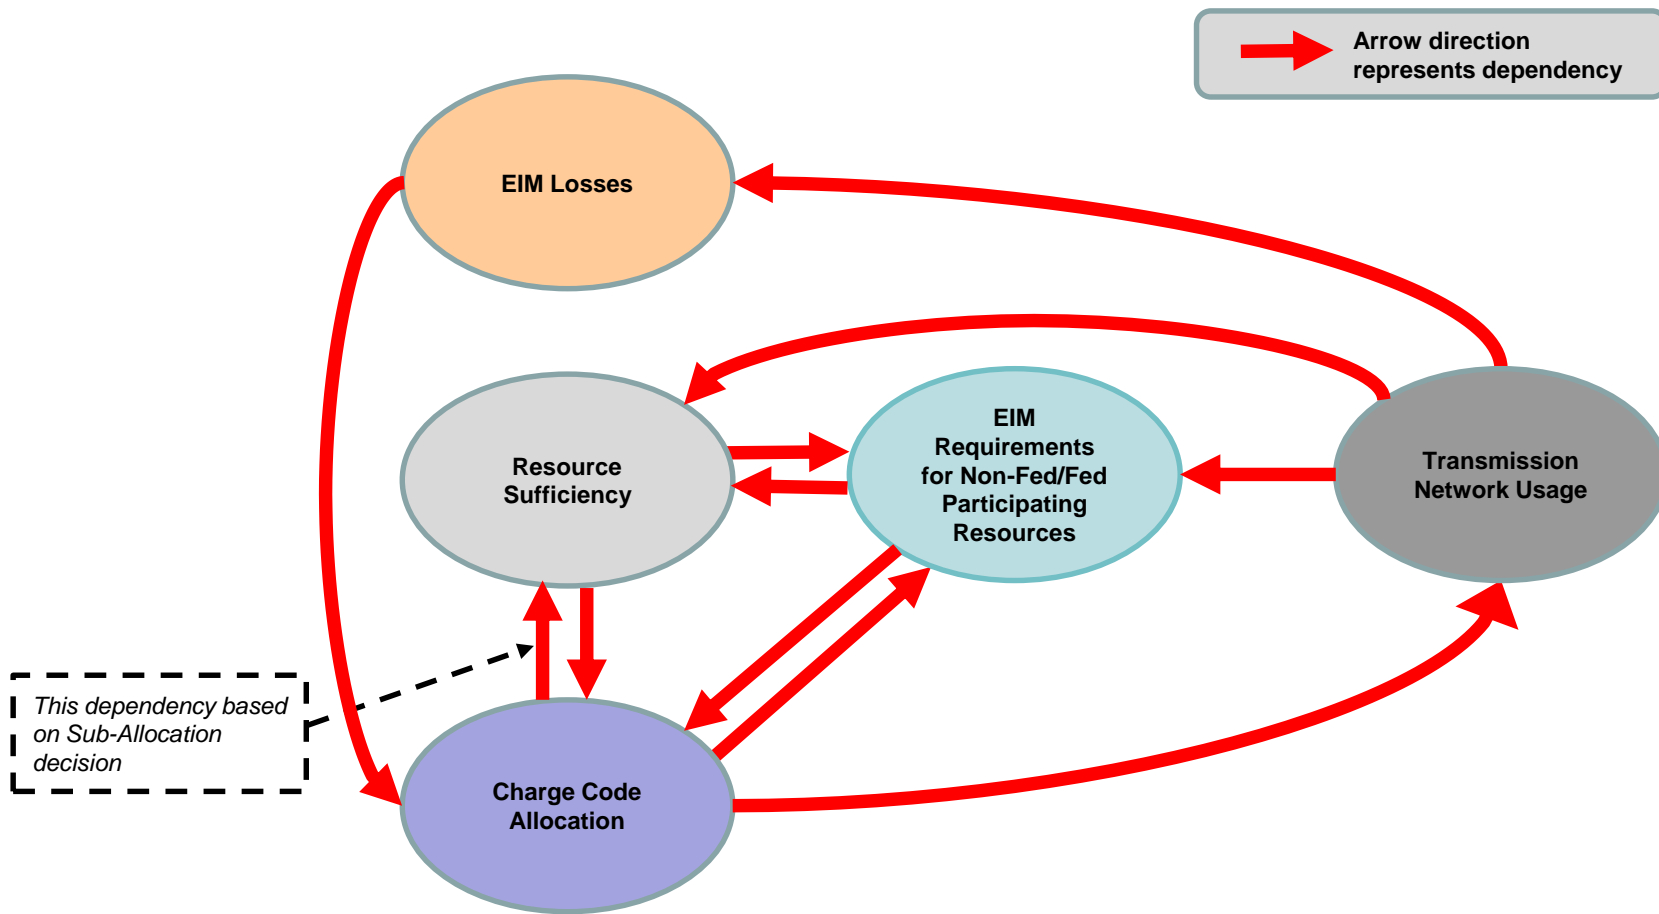 Arrow direction
represents dependency
EIM Losses
EIM
Requirements
for Non-Fed/Fed
Participating
Resources
Resource
Sufficiency
Transmission
Network Usage
This dependency based
on Sub-Allocation
decision
Charge Code
Allocation